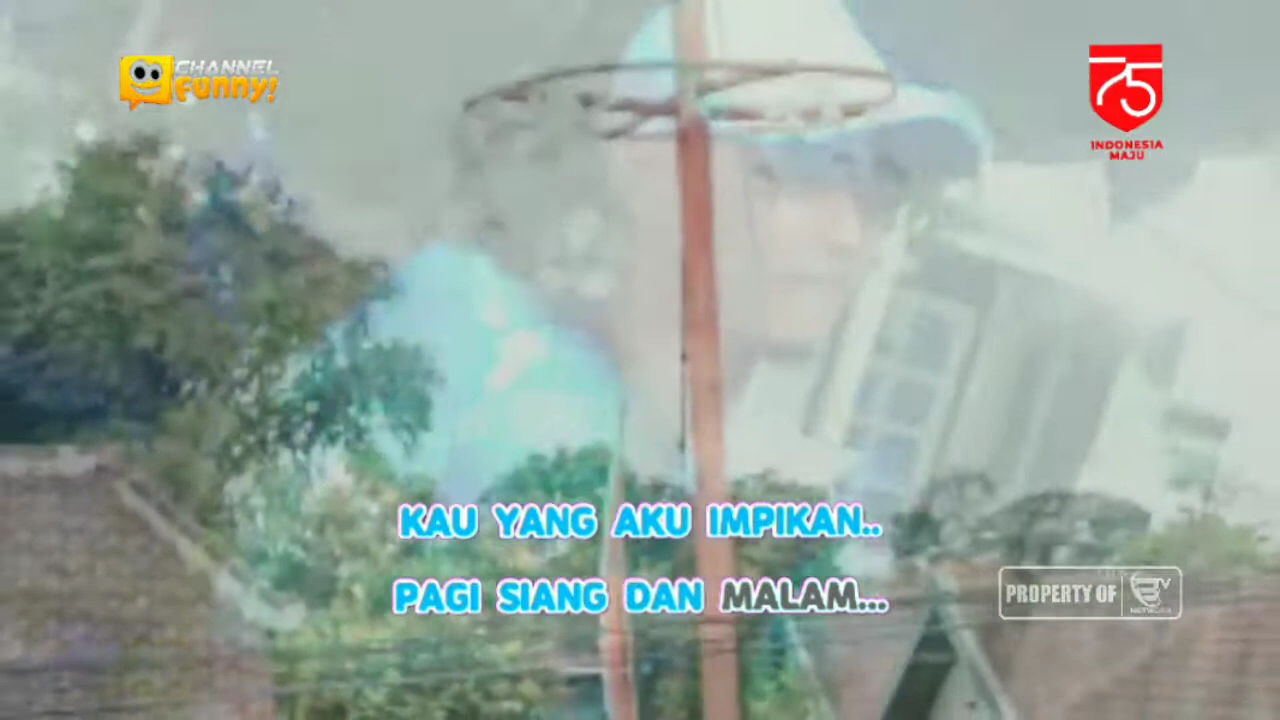 CHANNEL
Funny!
75
INDONESIA
MAJU
KAU YANG AKU IMPIKAN..
PAGI SIANG DAN MALAM...
PROPERTY OF